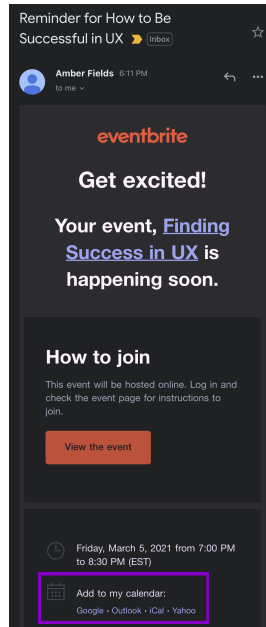 Reminder for How to Be
Successful in UX Inbox
Amber Fields 6:11 PM
to me
eventbrite
Get excited!
Your event, Finding
Success in UX is
happening soon.
How to join
This event will be hosted online. Log in and
check the event page for instructions to
join.
View the event
Friday, March 5, 2021 from 7:00 PM
to 8:30 PM (EST)
Add to my calendar:
Google • Outlook • iCal • Yahoo